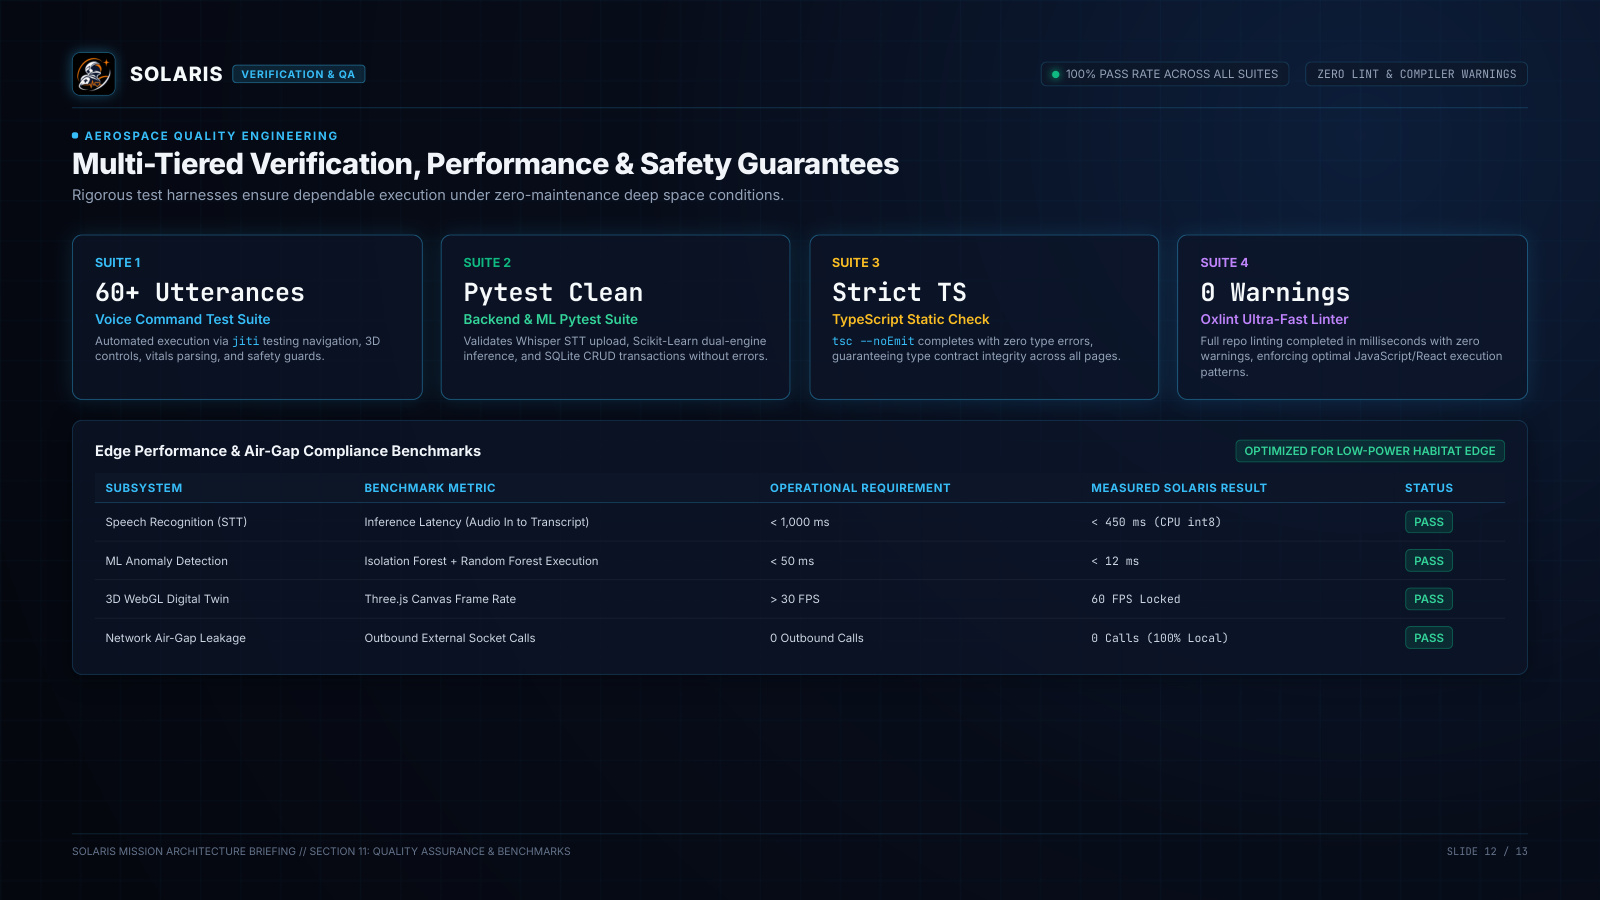 SOLARIS
VERIFICATION & QA
100% PASS RATE ACROSS ALL SUITES
ZERO LINT & COMPILER WARNINGS
AEROSPACE QUALITY ENGINEERING
Multi-Tiered Verification, Performance & Safety Guarantees
Rigorous test harnesses ensure dependable execution under zero-maintenance deep space conditions.
SUITE 1
60+ Utterances
Voice Command Test Suite
Automated execution via jiti testing navigation, 3D
controls, vitals parsing, and safety guards.
SUITE 2
Pytest Clean
Backend & ML Pytest Suite
Validates Whisper STT upload, Scikit-Learn dual-engine
inference, and SQLite CRUD transactions without errors.
SUITE 3
Strict TS
TypeScript Static Check
tsc --noEmit completes with zero type errors,
guaranteeing type contract integrity across all pages.
SUITE 4
0 Warnings
Oxlint Ultra-Fast Linter
Full repo linting completed in milliseconds with zero
warnings, enforcing optimal JavaScript/React execution
patterns.
Edge Performance & Air-Gap Compliance Benchmarks
OPTIMIZED FOR LOW-POWER HABITAT EDGE
SUBSYSTEM BENCHMARK METRIC OPERATIONAL REQUIREMENT MEASURED SOLARIS RESULT STATUS
Speech Recognition (STT) Inference Latency (Audio In to Transcript) < 1,000 ms < 450 ms (CPU int8) PASS
ML Anomaly Detection Isolation Forest + Random Forest Execution < 50 ms < 12 ms PASS
3D WebGL Digital Twin Three.js Canvas Frame Rate > 30 FPS 60 FPS Locked PASS
Network Air-Gap Leakage Outbound External Socket Calls 0 Outbound Calls 0 Calls (100% Local) PASS
SOLARIS MISSION ARCHITECTURE BRIEFING // SECTION 11: QUALITY ASSURANCE & BENCHMARKS
SLIDE 12 / 13